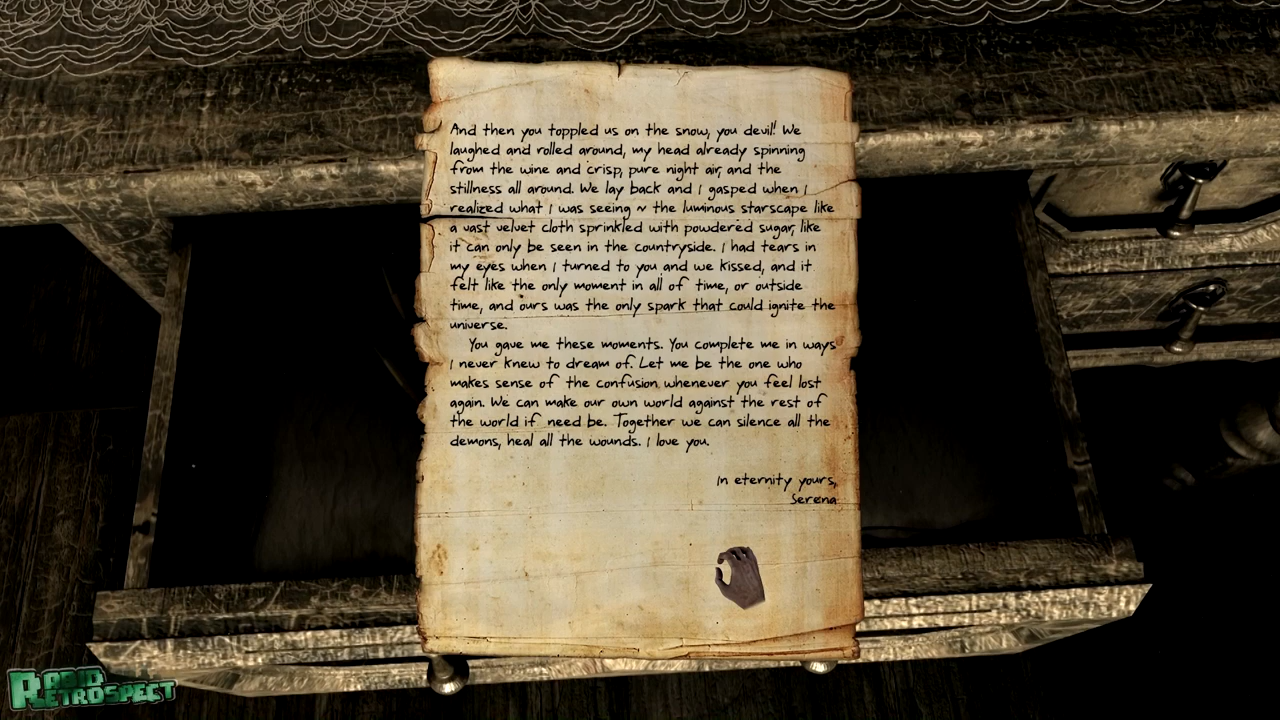 And then you toppled us on the snow, you devil! We
laughed and rolled around, my head already spinning
from the wine and crisp, pure night air, and the
stillness all around. We lay back and I gasped when I
realized what I was seeing ~ the luminous starscape like
a vast velvet cloth sprinkled with powdered sugar, like
it can only be seen in the countryside. I had tears in
my eyes when I turned to you and we kissed, and it
felt like the only moment in all of time, or outside
time, and ours was the only spark that could ignite the
universe.
You gave me these moments. You complete me in ways
I never knew to dream of. Let me be the one who
makes sense of the confusion whenever you feel lost
again. We can make our own world against the rest of
the world if need be. Together we can silence all the
demons, heal all the wounds. I love you.
In eternity yours,
Serena
RABID
RETROSPECT